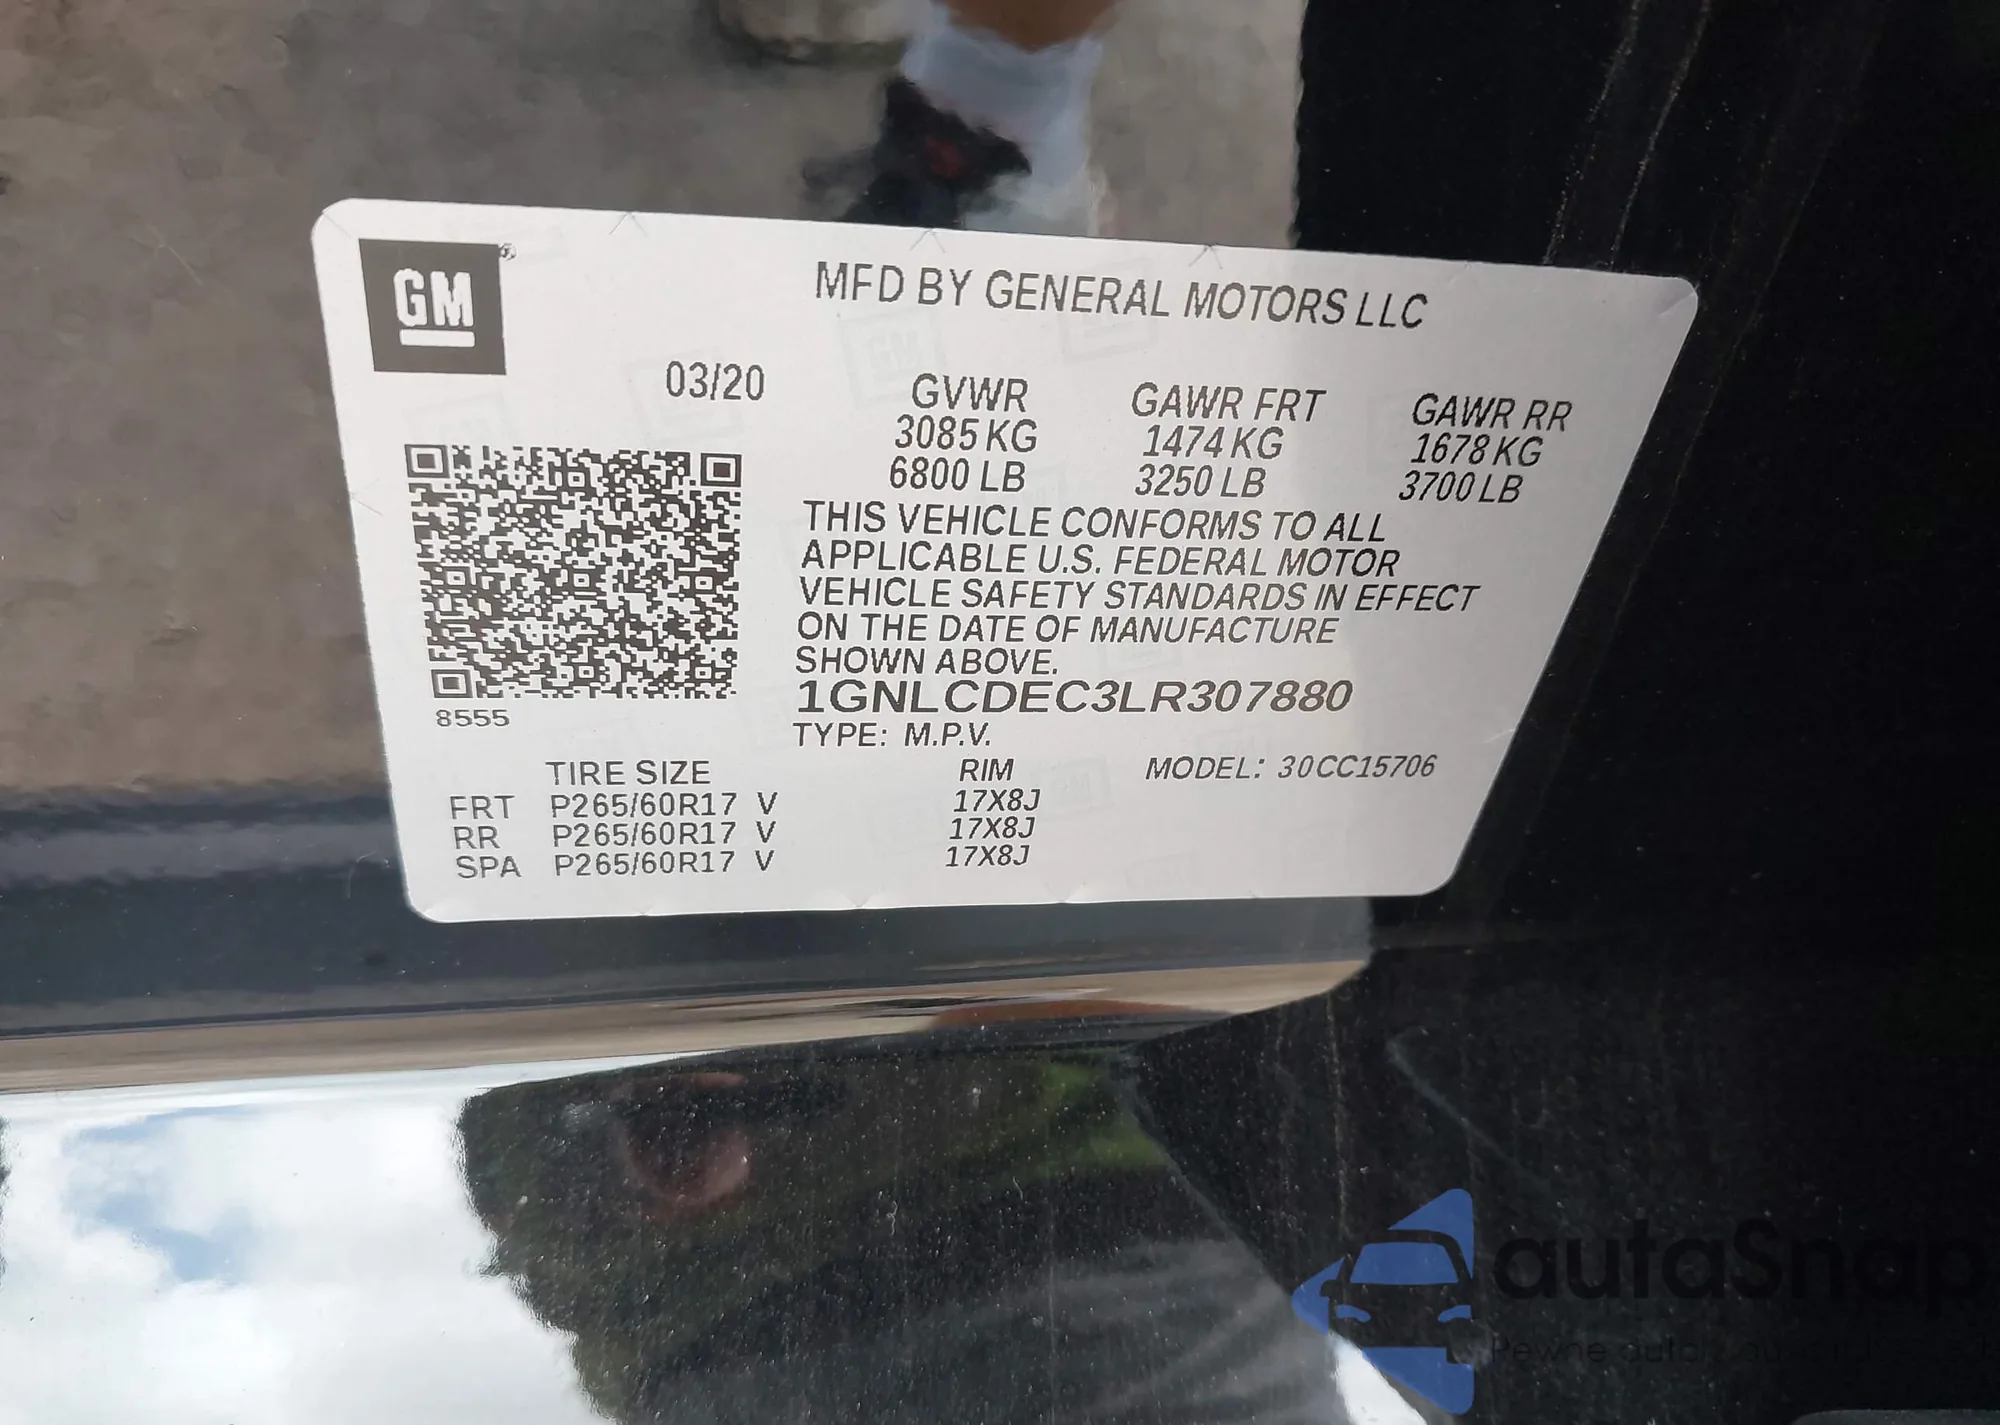 GM®
MFD BY GENERAL MOTORS LLC
03/20
GVWR GAWR FRT GAWR RR
3085 KG 1474 KG 1678 KG
6800 LB 3250 LB 3700 LB
THIS VEHICLE CONFORMS TO ALL
APPLICABLE U.S. FEDERAL MOTOR
VEHICLE SAFETY STANDARDS IN EFFECT
ON THE DATE OF MANUFACTURE
SHOWN ABOVE.
1GNLCDEC3LR307880
8555
TYPE: M.P.V.
TIRE SIZE RIM MODEL: 30CC15706
FRT P265/60R17 V 17X8J
RR P265/60R17 V 17X8J
SPA P265/60R17 V 17X8J
autaSnap
Pewne auta z